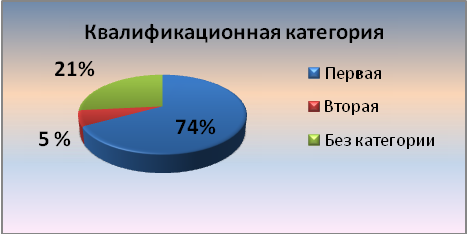 Квалификационная категория
21%
Первая
Вторая
74%
5 %
Без категории